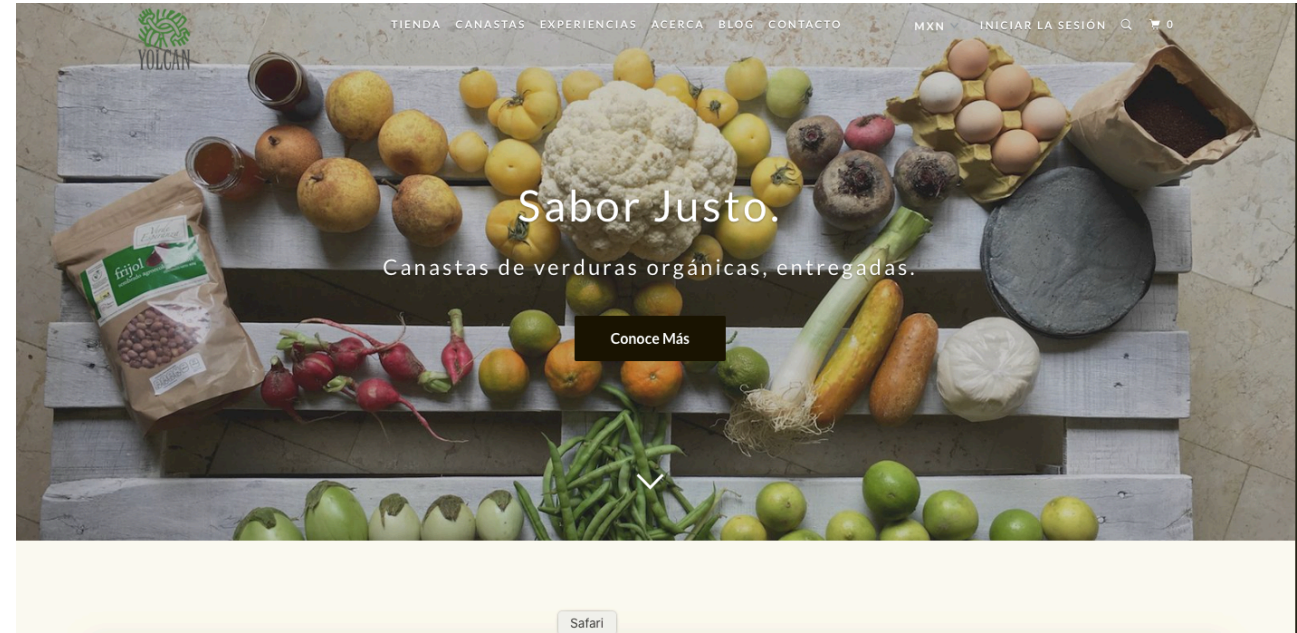 TIENDA CANASTAS EXPERIENCIAS ACERCA BLOG CONTACTO MXN INICIAR LA SESIÓN 0
YOLCAN
Sabor Justo.
frijol
Canastas de verduras orgánicas, entregadas.
Conoce Más
Safari